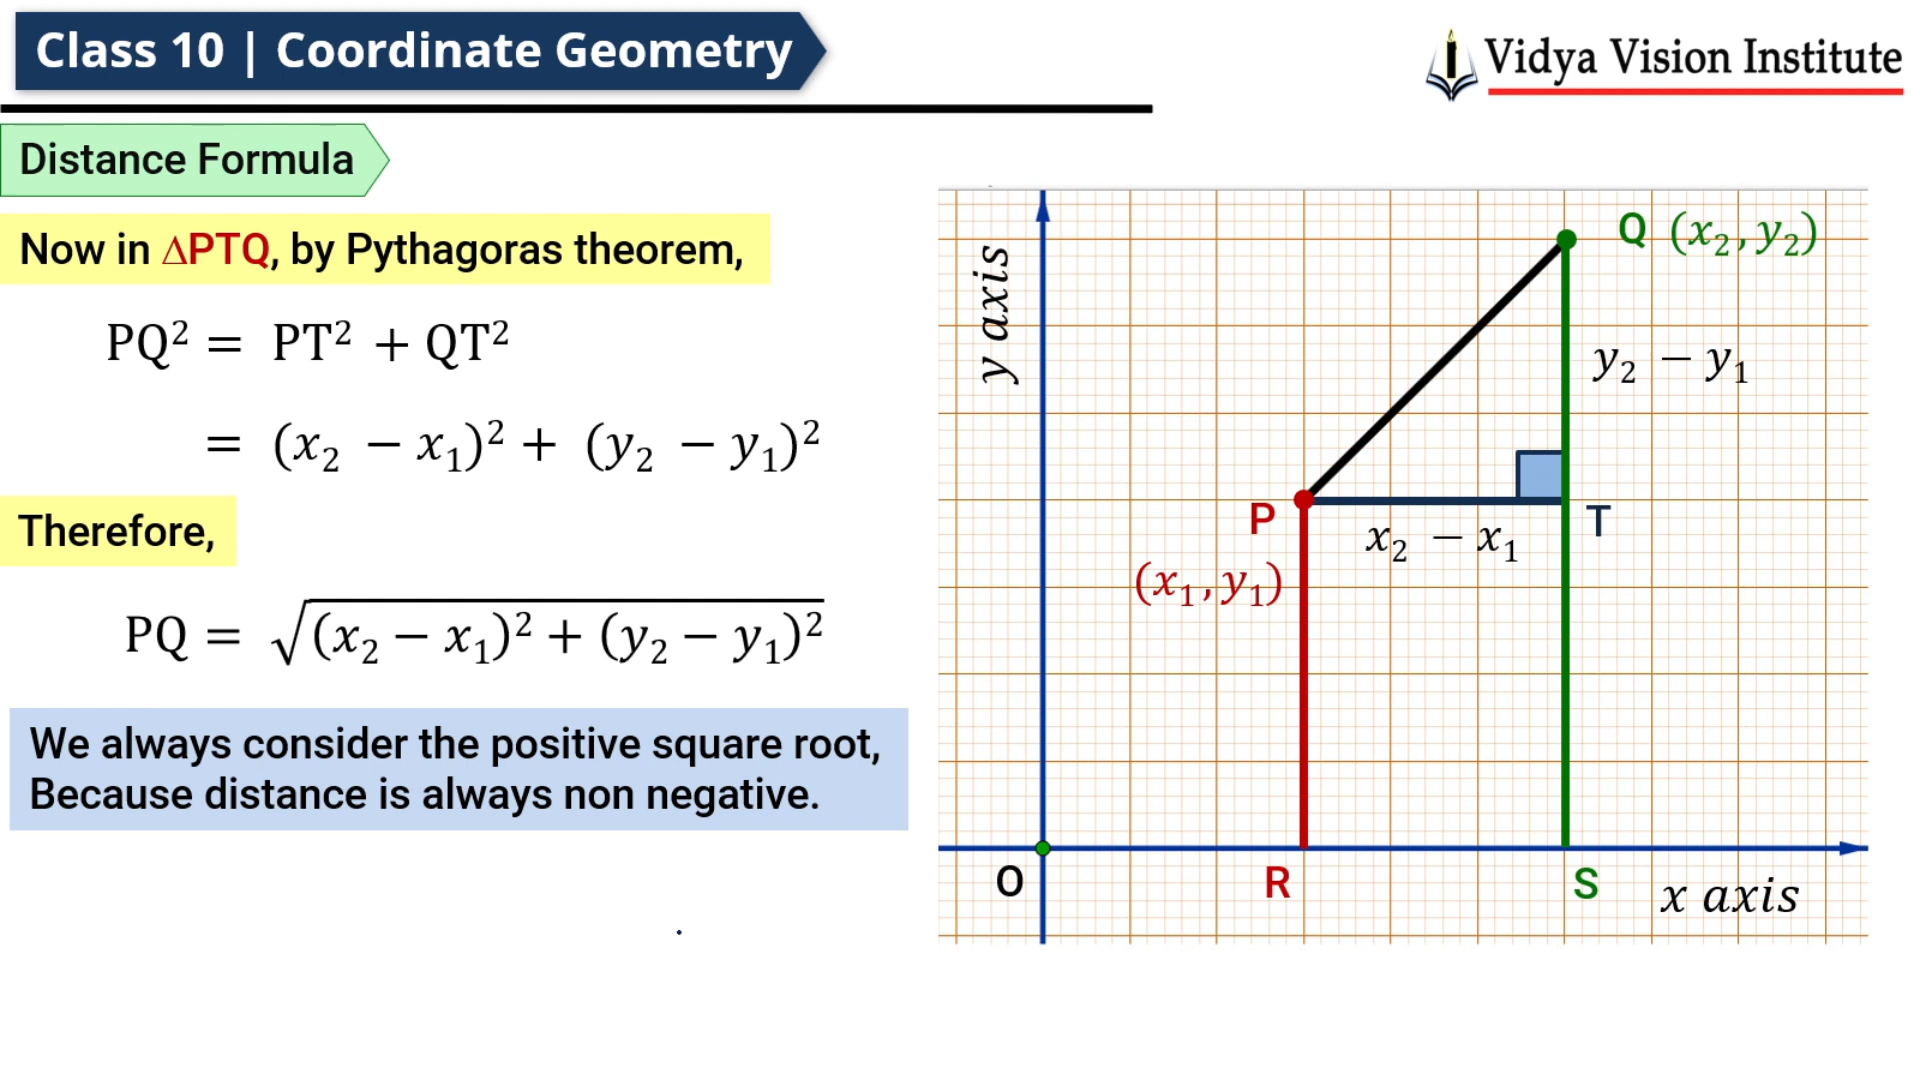 Class 10 | Coordinate Geometry
Vidya Vision Institute
Distance Formula
Now in ΔPTQ, by Pythagoras theorem,
PQ² = PT² + QT²
= (x₂ − x₁)² + (y₂ − y₁)²
Therefore,
PQ = √(x₂ − x₁)² + (y₂ − y₁)²
We always consider the positive square root,
Because distance is always non negative.
y axis
Q (x₂, y₂)
y₂ − y₁
P
T
x₂ − x₁
(x₁, y₁)
O
R
S
x axis